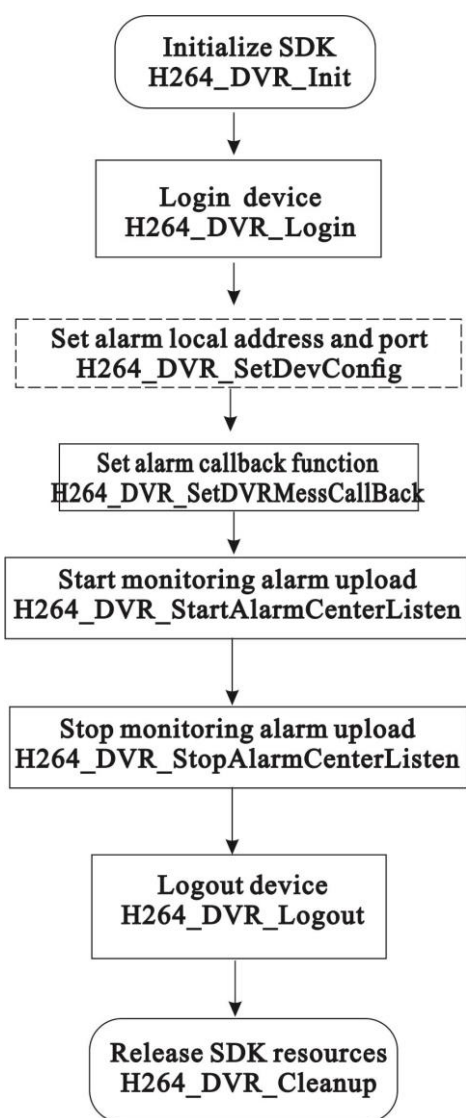 Initialize SDK
H264_DVR_Init
Login device
H264_DVR_Login
Set alarm local address and port
H264_DVR_SetDevConfig
Set alarm callback function
H264_DVR_SetDVRMessCallBack
Start monitoring alarm upload
H264_DVR_StartAlarmCenterListen
Stop monitoring alarm upload
H264_DVR_StopAlarmCenterListen
Logout device
H264_DVR_Logout
Release SDK resources
H264_DVR_Cleanup